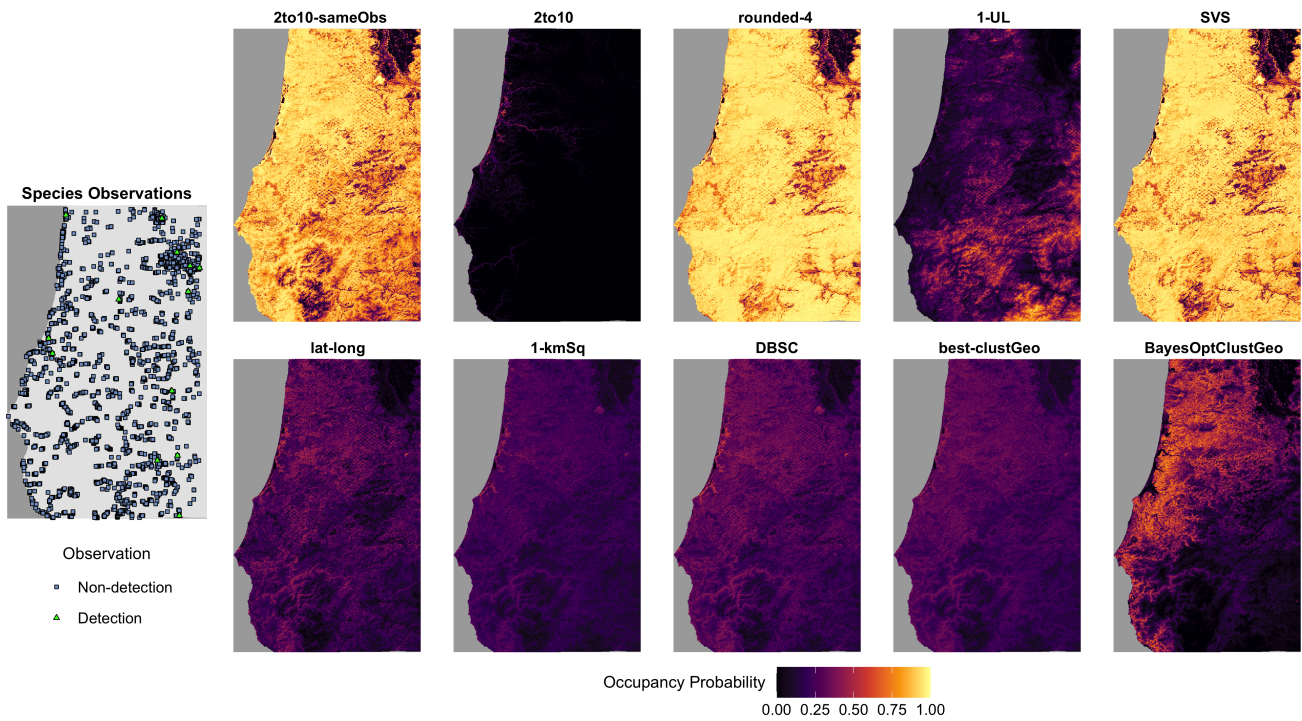 2to10-sameObs
2to10
rounded-4
1-UL
SVS
Species Observations
lat-long
1-kmSq
DBSC
best-clustGeo
BayesOptClustGeo
Observation
Non-detection
Detection
Occupancy Probability
0.00 0.25 0.50 0.75 1.00